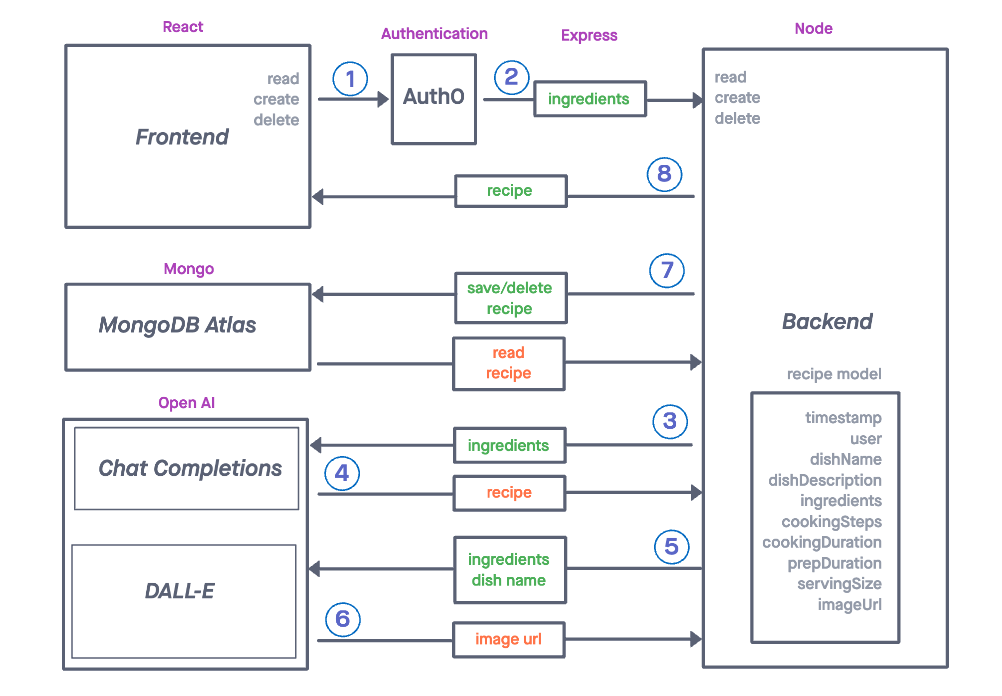 React
Authentication
Express
Node
read
create
delete
Frontend
1
Auth0
2
ingredients
read
create
delete
8
recipe
Mongo
MongoDB Atlas
7
save/delete
recipe
read
recipe
Backend
recipe model
timestamp
user
dishName
dishDescription
ingredients
cookingSteps
cookingDuration
prepDuration
servingSize
imageUrl
Open AI
Chat Completions
3
ingredients
4
recipe
DALL-E
5
ingredients
dish name
6
image url